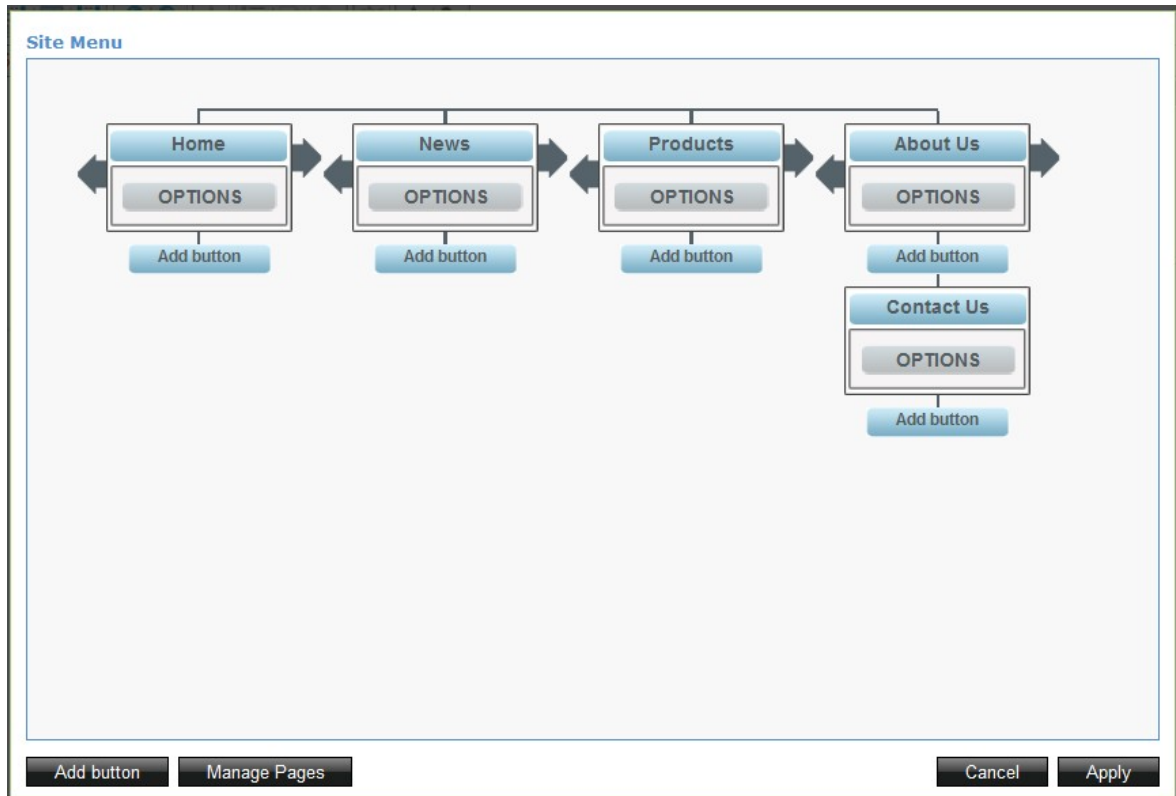 Site Menu
Home News Products About Us
OPTIONS OPTIONS OPTIONS OPTIONS
Add button Add button Add button Add button
Contact Us
OPTIONS
Add button
Add button Manage Pages Cancel Apply